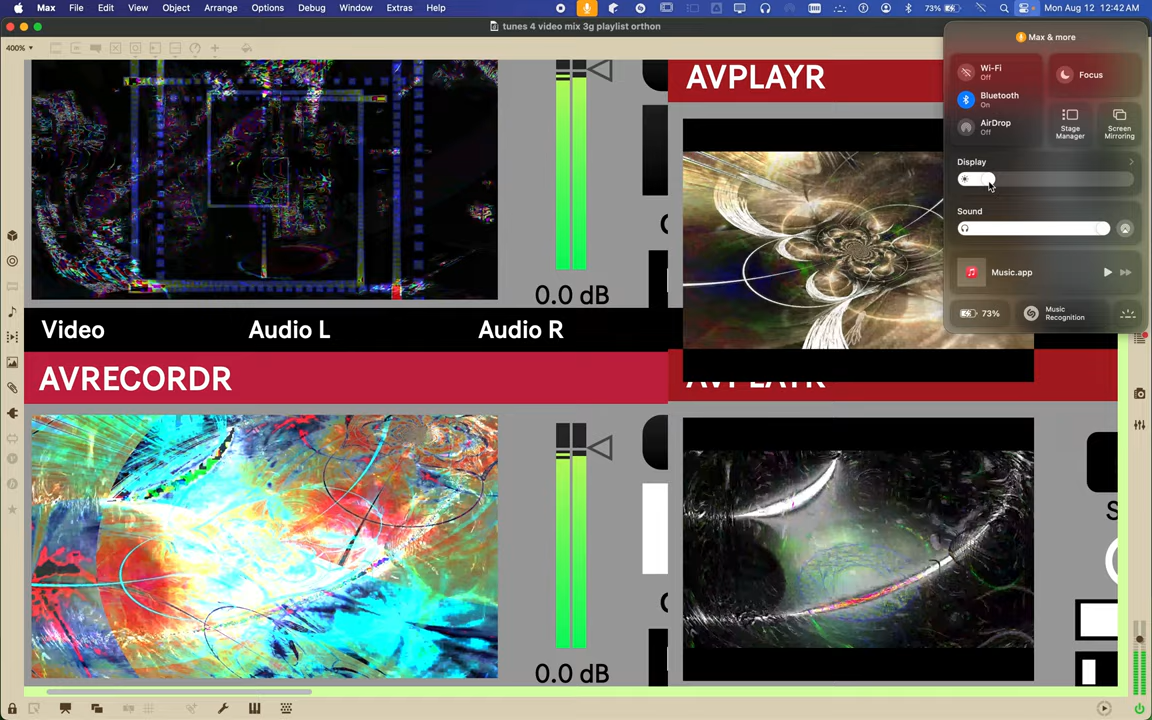 Max File Edit View Object Arrange Options Debug Window Extras Help
73% Mon Aug 12 12:42 AM
tunes 4 video mix 3g playlist orthon
400%
Max & more
Wi-Fi
Off
Focus
Bluetooth
On
AirDrop
Off
Stage
Manager
Screen
Mirroring
Display
Sound
Music.app
73%
Music
Recognition
AVPLAYR
0.0 dB
Video Audio L Audio R
AVRECORDR
AVPLAYR
S
0.0 dB